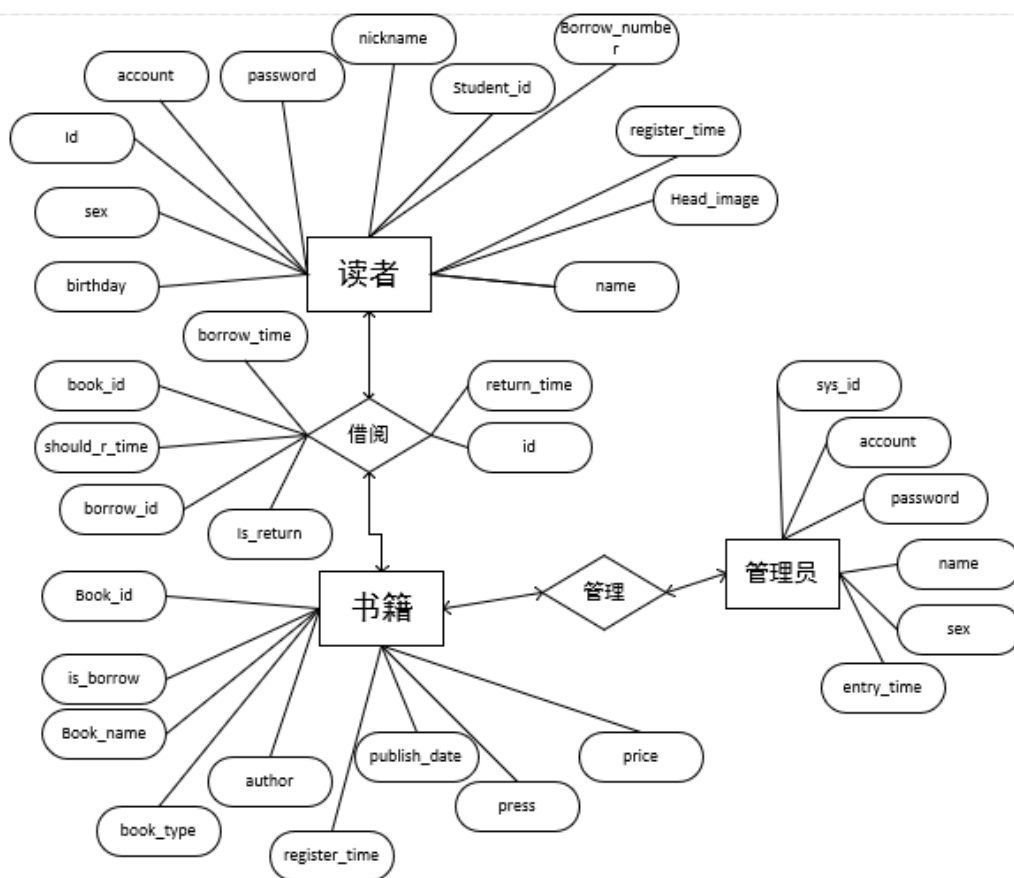 nickname
Borrow_numbe
r
account
password
Student_id
Id
register_time
sex
Head_image
读者
birthday
name
borrow_time
book_id
return_time
sys_id
借阅
should_r_time
id
account
borrow_id
Is_return
password
Book_id
书籍
管理
管理员
name
sex
is_borrow
entry_time
Book_name
publish_date
price
author
press
book_type
register_time